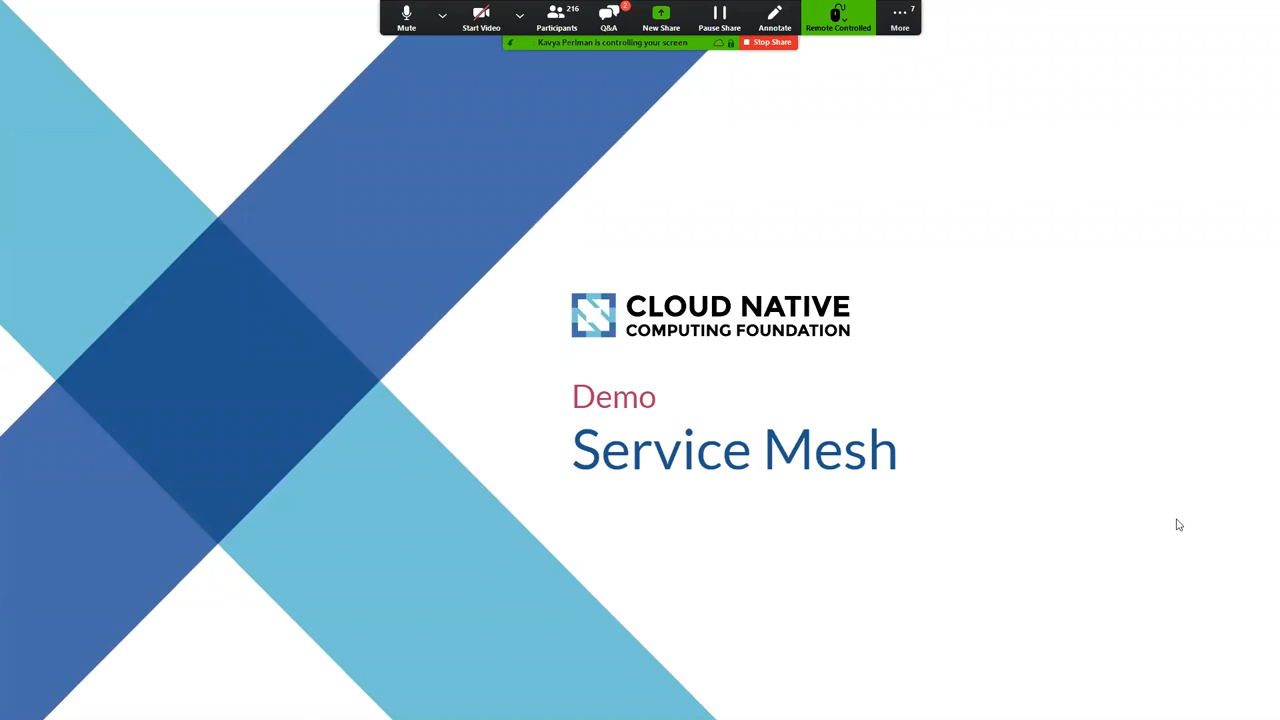 216
2
7
Mute
Start Video
Participants
Q&A
New Share
Pause Share
Annotate
Remote Controlled
More
Kavya Perlman is controlling your screen
Stop Share
CLOUD NATIVE
COMPUTING FOUNDATION
Demo
Service Mesh